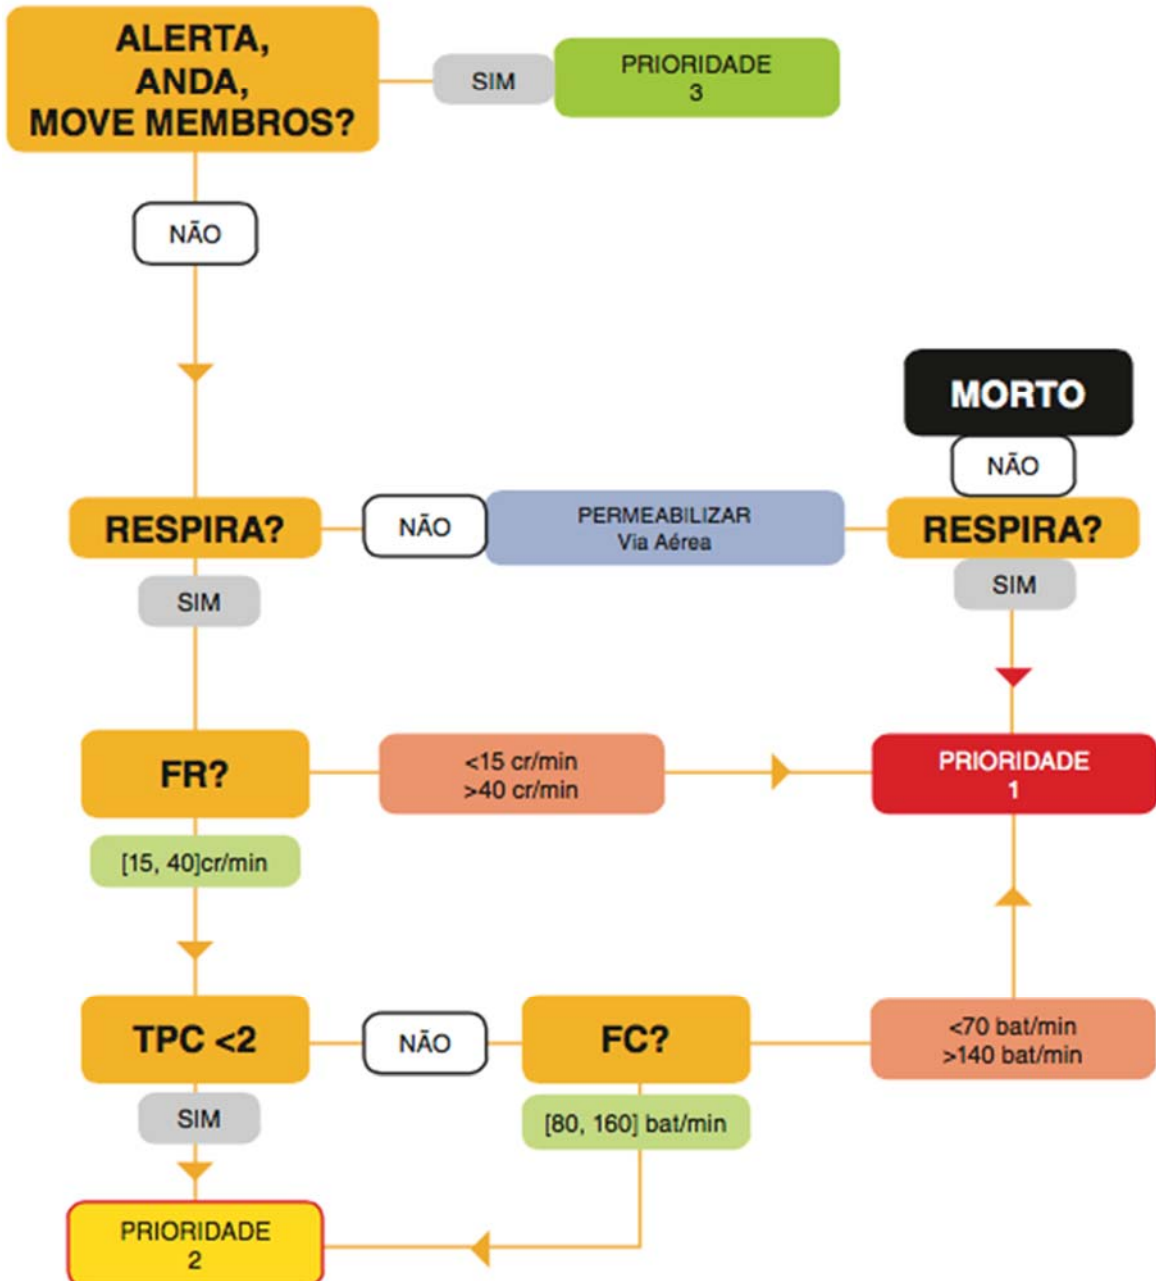 ALERTA,
ANDA,
MOVE MEMBROS?
SIM
PRIORIDADE
3
NÃO
MORTO
NÃO
RESPIRA?
NÃO
PERMEABILIZAR
Via Aérea
RESPIRA?
SIM
SIM
FR?
<15 cr/min
>40 cr/min
PRIORIDADE
1
[15, 40]cr/min
TPC <2
NÃO
FC?
<70 bat/min
>140 bat/min
SIM
[80, 160] bat/min
PRIORIDADE
2